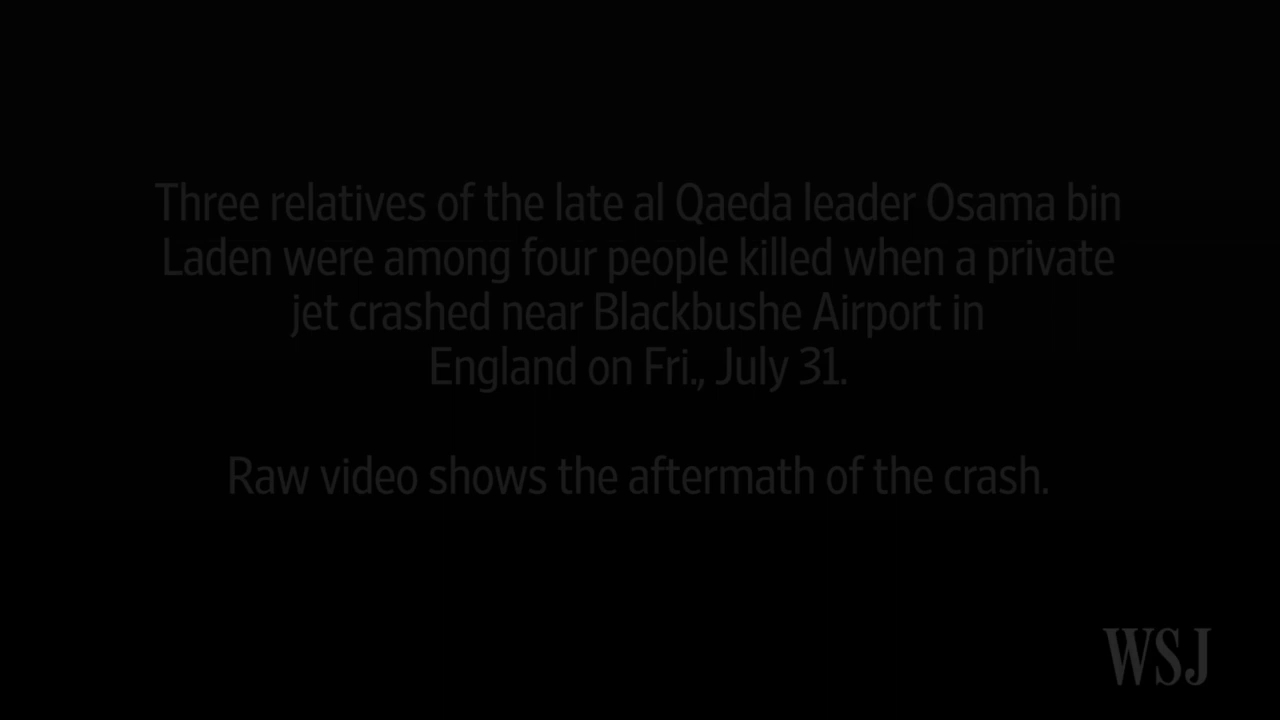 Three relatives of the late al Qaeda leader Osama bin
Laden were among four people killed when a private
jet crashed near Blackbushe Airport in
England on Fri., July 31.
Raw video shows the aftermath of the crash.
WSJ